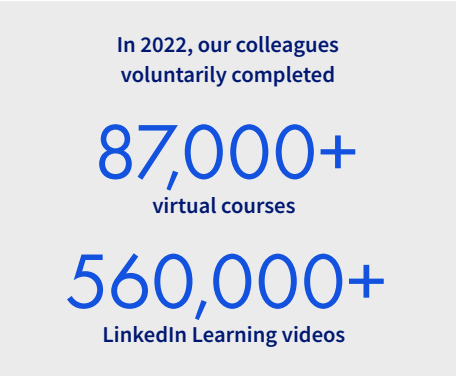 In 2022, our colleagues
voluntarily completed
87,000+
virtual courses
560,000+
LinkedIn Learning videos